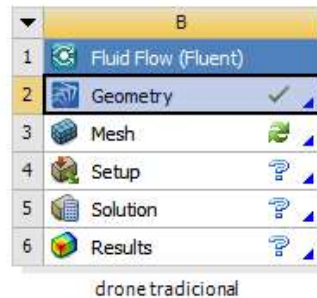 B
1 Fluid Flow (Fluent)
2 Geometry
3 Mesh
4 Setup
5 Solution
6 Results
drone tradicional